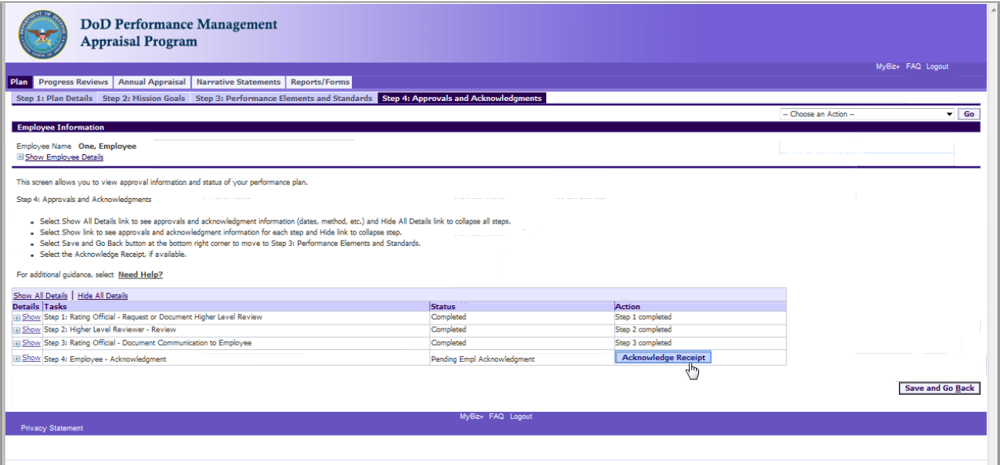 DoD Performance Management
Appraisal Program
MyBiz+ FAQ Logout
Plan Progress Reviews Annual Appraisal Narrative Statements Reports/Forms
Step 1: Plan Details Step 2: Mission Goals Step 3: Performance Elements and Standards Step 4: Approvals and Acknowledgments
-- Choose an Action -- Go
Employee Information
Employee Name One, Employee
Show Employee Details
This screen allows you to view approval information and status of your performance plan.
Step 4: Approvals and Acknowledgments
• Select Show All Details link to see approvals and acknowledgment information (dates, method, etc.) and Hide All Details link to collapse all steps.
• Select Show link to see approvals and acknowledgment information for each step and Hide link to collapse step.
• Select Save and Go Back button at the bottom right corner to move to Step 3: Performance Elements and Standards.
• Select the Acknowledge Receipt, if available.
For additional guidance, select Need Help?
Show All Details | Hide All Details
Details Tasks Status Action
Show Step 1: Rating Official - Request or Document Higher Level Review Completed Step 1 completed
Show Step 2: Higher Level Reviewer - Review Completed Step 2 completed
Show Step 3: Rating Official - Document Communication to Employee Completed Step 3 completed
Show Step 4: Employee - Acknowledgment Pending Empl Acknowledgment Acknowledge Receipt
Save and Go Back
MyBiz+ FAQ Logout
Privacy Statement